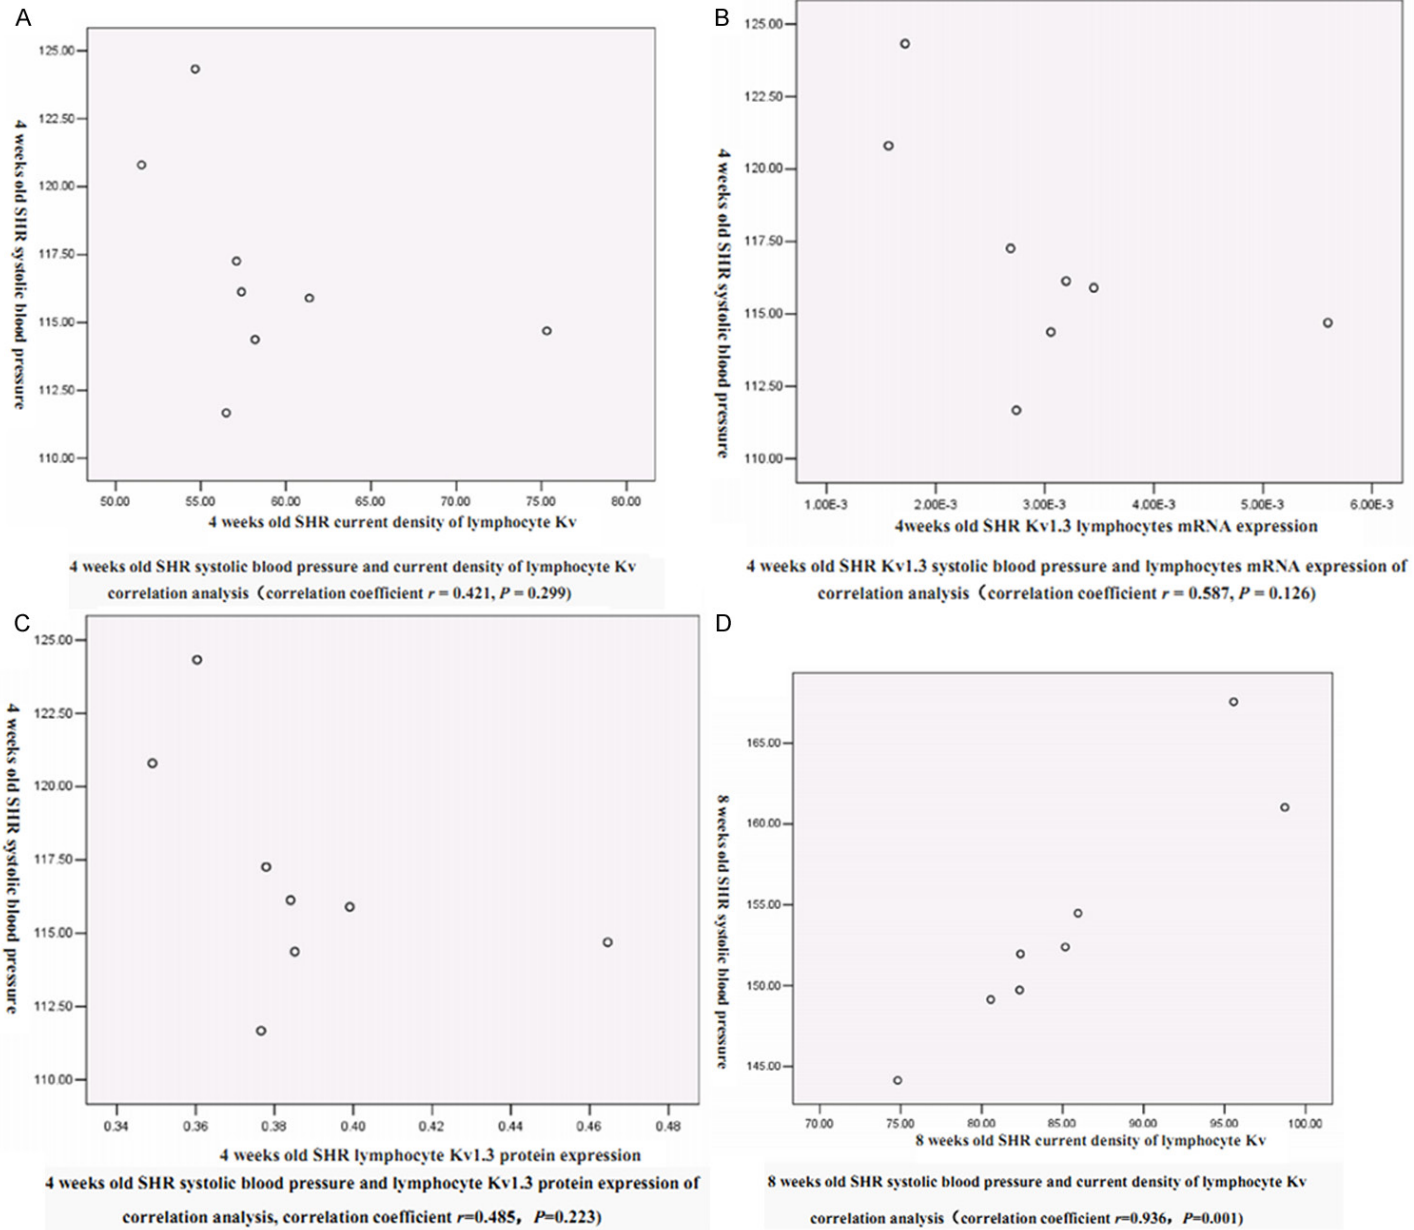 A
125.00
122.50
120.00
117.50
115.00
112.50
110.00
4 weeks old SHR systolic blood pressure
50.00 55.00 60.00 65.00 70.00 75.00 80.00
4 weeks old SHR current density of lymphocyte Kv
4 weeks old SHR systolic blood pressure and current density of lymphocyte Kv
correlation analysis（correlation coefficient r = 0.421, P = 0.299)
B
125.00
122.50
120.00
117.50
115.00
112.50
110.00
4 weeks old SHR systolic blood pressure
1.00E-3 2.00E-3 3.00E-3 4.00E-3 5.00E-3 6.00E-3
4weeks old SHR Kv1.3 lymphocytes mRNA expression
4 weeks old SHR Kv1.3 systolic blood pressure and lymphocytes mRNA expression of
correlation analysis（correlation coefficient r = 0.587, P = 0.126)
C
125.00
122.50
120.00
117.50
115.00
112.50
110.00
4 weeks old SHR systolic blood pressure
0.34 0.36 0.38 0.40 0.42 0.44 0.46 0.48
4 weeks old SHR lymphocyte Kv1.3 protein expression
4 weeks old SHR systolic blood pressure and lymphocyte Kv1.3 protein expression of
correlation analysis, correlation coefficient r=0.485，P=0.223)
D
165.00
160.00
155.00
150.00
145.00
8 weeks old SHR systolic blood pressure
70.00 75.00 80.00 85.00 90.00 95.00 100.00
8 weeks old SHR current density of lymphocyte Kv
8 weeks old SHR systolic blood pressure and current density of lymphocyte Kv
correlation analysis（correlation coefficient r=0.936，P=0.001)